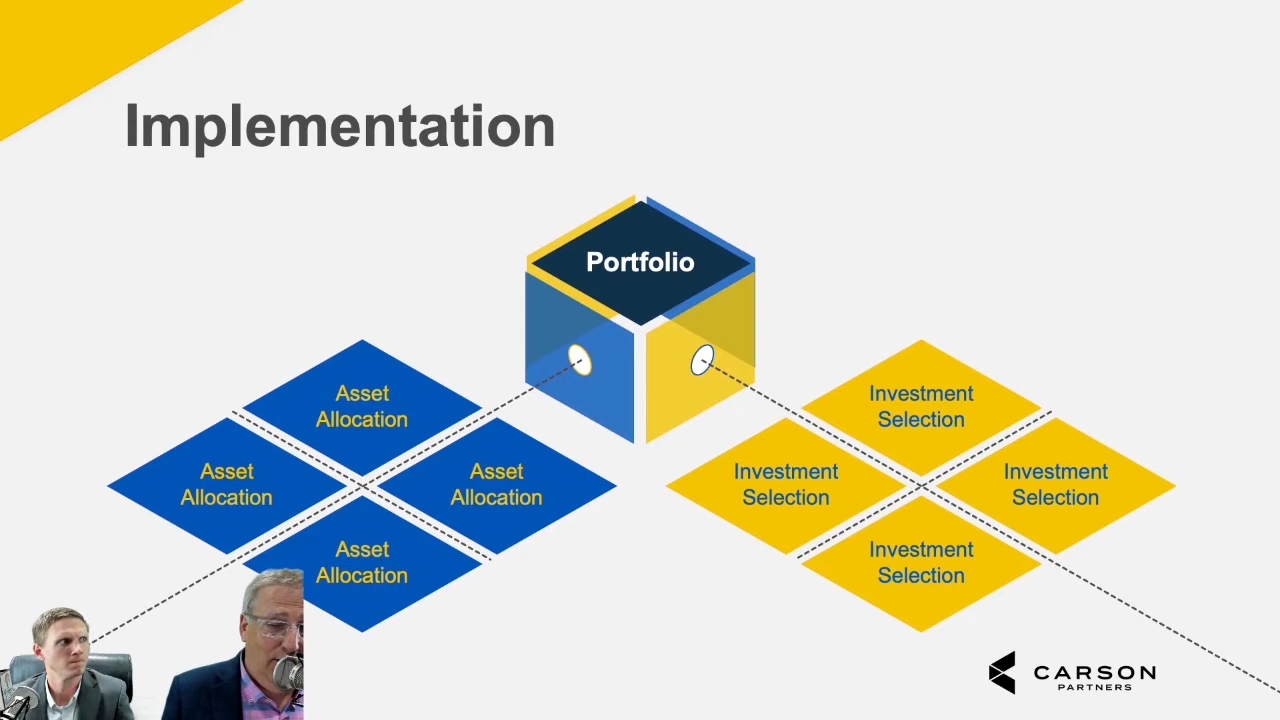 Implementation
Portfolio
Asset
Allocation
Asset
Allocation
Asset
Allocation
Asset
Allocation
Investment
Selection
Investment
Selection
Investment
Selection
Investment
Selection
CARSON
PARTNERS